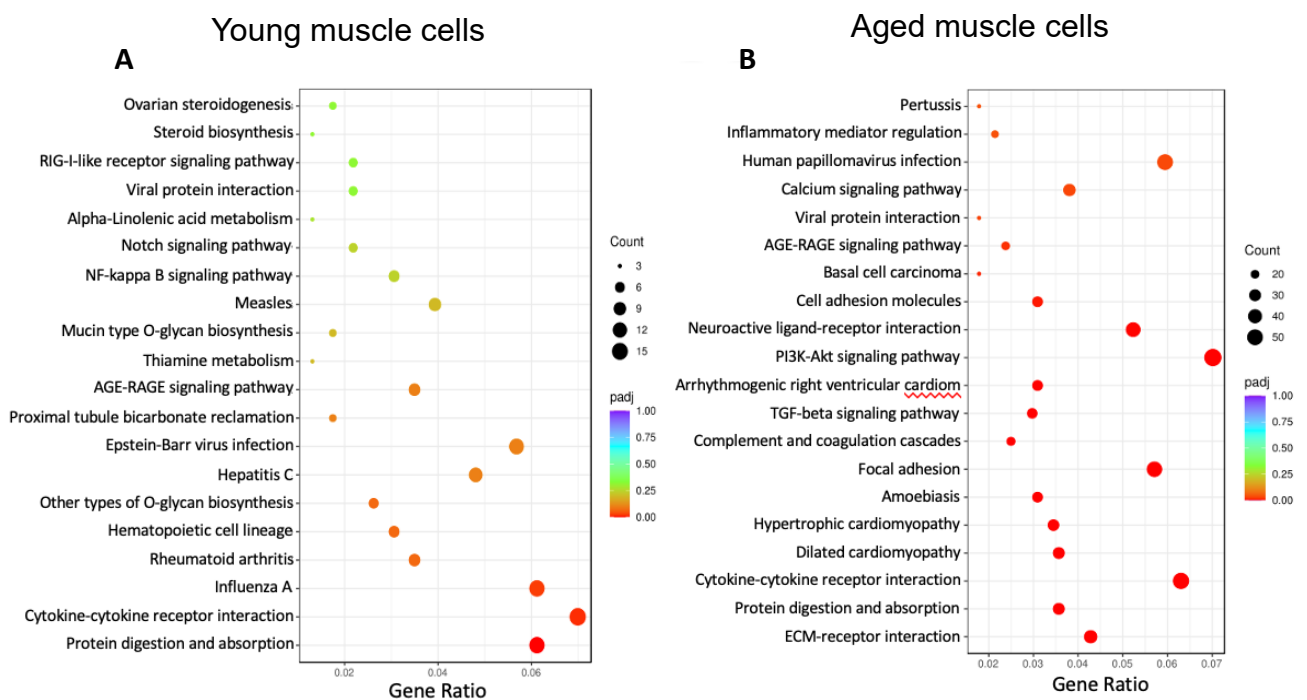 Young muscle cells
Aged muscle cells
A
B
Ovarian steroidogenesis
Steroid biosynthesis
RIG-I-like receptor signaling pathway
Viral protein interaction
Alpha-Linolenic acid metabolism
Notch signaling pathway
NF-kappa B signaling pathway
Measles
Mucin type O-glycan biosynthesis
Thiamine metabolism
AGE-RAGE signaling pathway
Proximal tubule bicarbonate reclamation
Epstein-Barr virus infection
Hepatitis C
Other types of O-glycan biosynthesis
Hematopoietic cell lineage
Rheumatoid arthritis
Influenza A
Cytokine-cytokine receptor interaction
Protein digestion and absorption
0.02 0.04 0.06
Gene Ratio
Count
3
6
9
12
15
padj
1.00
0.75
0.50
0.25
0.00
Pertussis
Inflammatory mediator regulation
Human papillomavirus infection
Calcium signaling pathway
Viral protein interaction
AGE-RAGE signaling pathway
Basal cell carcinoma
Cell adhesion molecules
Neuroactive ligand-receptor interaction
PI3K-Akt signaling pathway
Arrhythmogenic right ventricular cardiom
TGF-beta signaling pathway
Complement and coagulation cascades
Focal adhesion
Amoebiasis
Hypertrophic cardiomyopathy
Dilated cardiomyopathy
Cytokine-cytokine receptor interaction
Protein digestion and absorption
ECM-receptor interaction
0.02 0.03 0.04 0.05 0.06 0.07
Gene Ratio
Count
20
30
40
50
padj
1.00
0.75
0.50
0.25
0.00